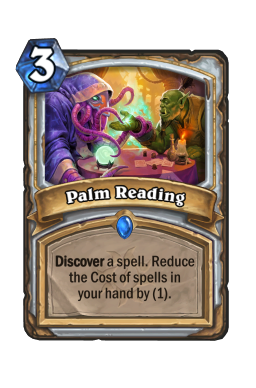 3
Palm Reading
Discover a spell. Reduce
the Cost of spells in
your hand by (1).